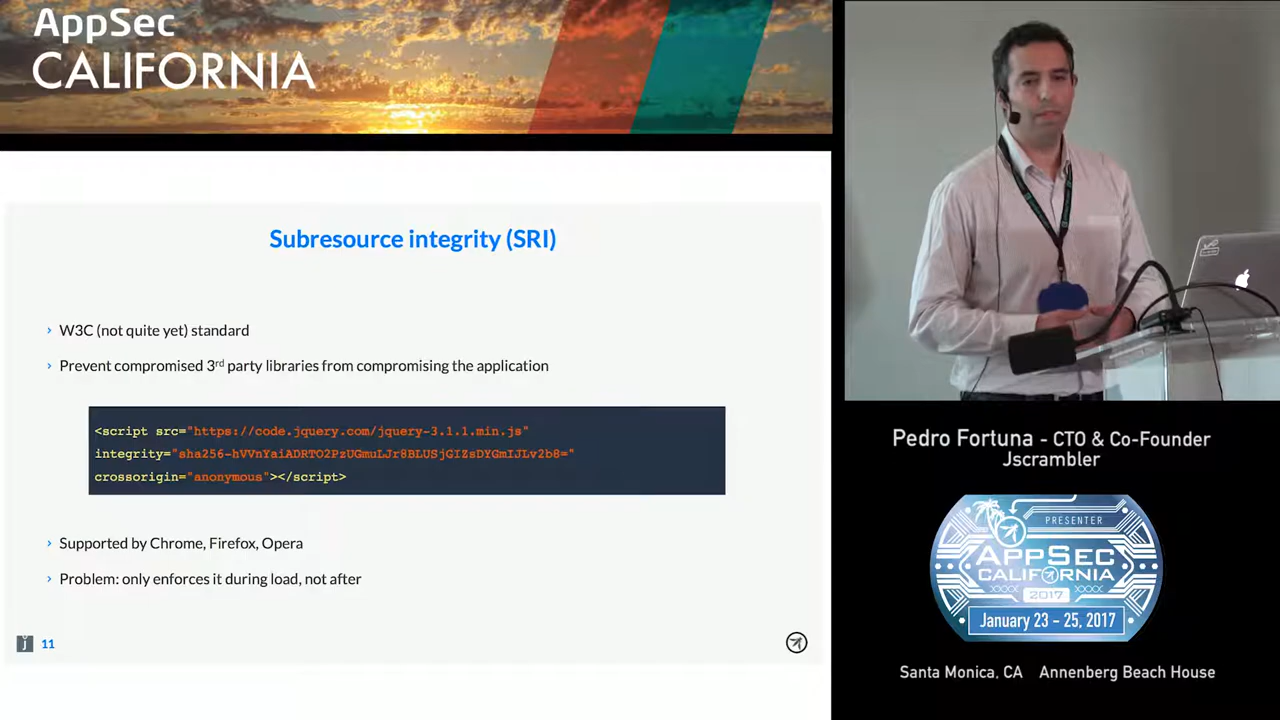 AppSec
CALIFORNIA
Subresource integrity (SRI)
› W3C (not quite yet) standard
› Prevent compromised 3rd party libraries from compromising the application
<script src="https://code.jquery.com/jquery-3.1.1.min.js"
integrity="sha256-hVVnYaiADRTO2PzUGmuLJr8BLUSjGIZsDYGmIJLv2b8="
crossorigin="anonymous"></script>
› Supported by Chrome, Firefox, Opera
› Problem: only enforces it during load, not after
j 11
Pedro Fortuna - CTO & Co-Founder
Jscrambler
PRESENTER
APPSEC
CALIFORNIA
2017
January 23 - 25, 2017
Santa Monica, CA Annenberg Beach House